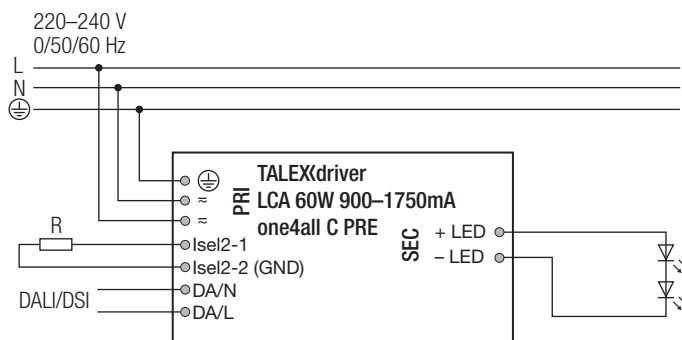 220–240 V
0/50/60 Hz
L
N
PRI
≂
≂
TALEXXdriver
LCA 60W 900–1750mA
one4all C PRE
R
Isel2-1
Isel2-2 (GND)
DALI/DSI
DA/N
DA/L
SEC
+ LED
– LED